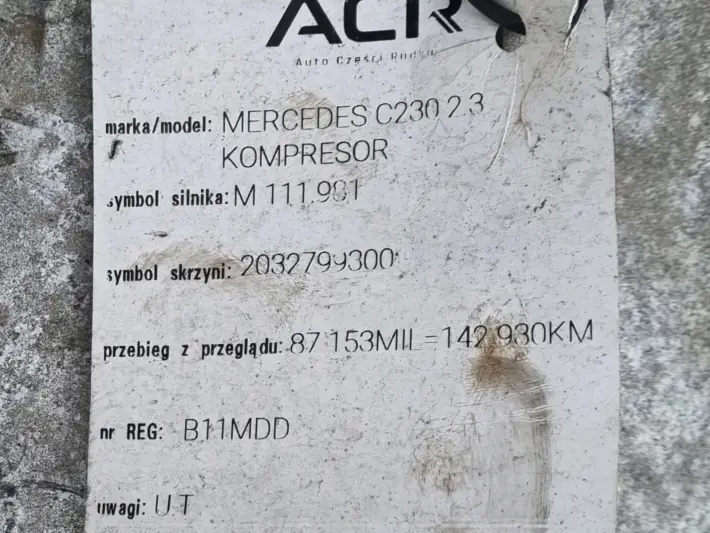 ACR
Auto Części Rudka
marka/model: MERCEDES C230 2.3
KOMPRESOR
symbol silnika: M 111.981
symbol skrzyni: 2032799300
przebieg z przeglądu: 87 153MIL=142 930KM
nr REG: B11MDD
uwagi: U.T